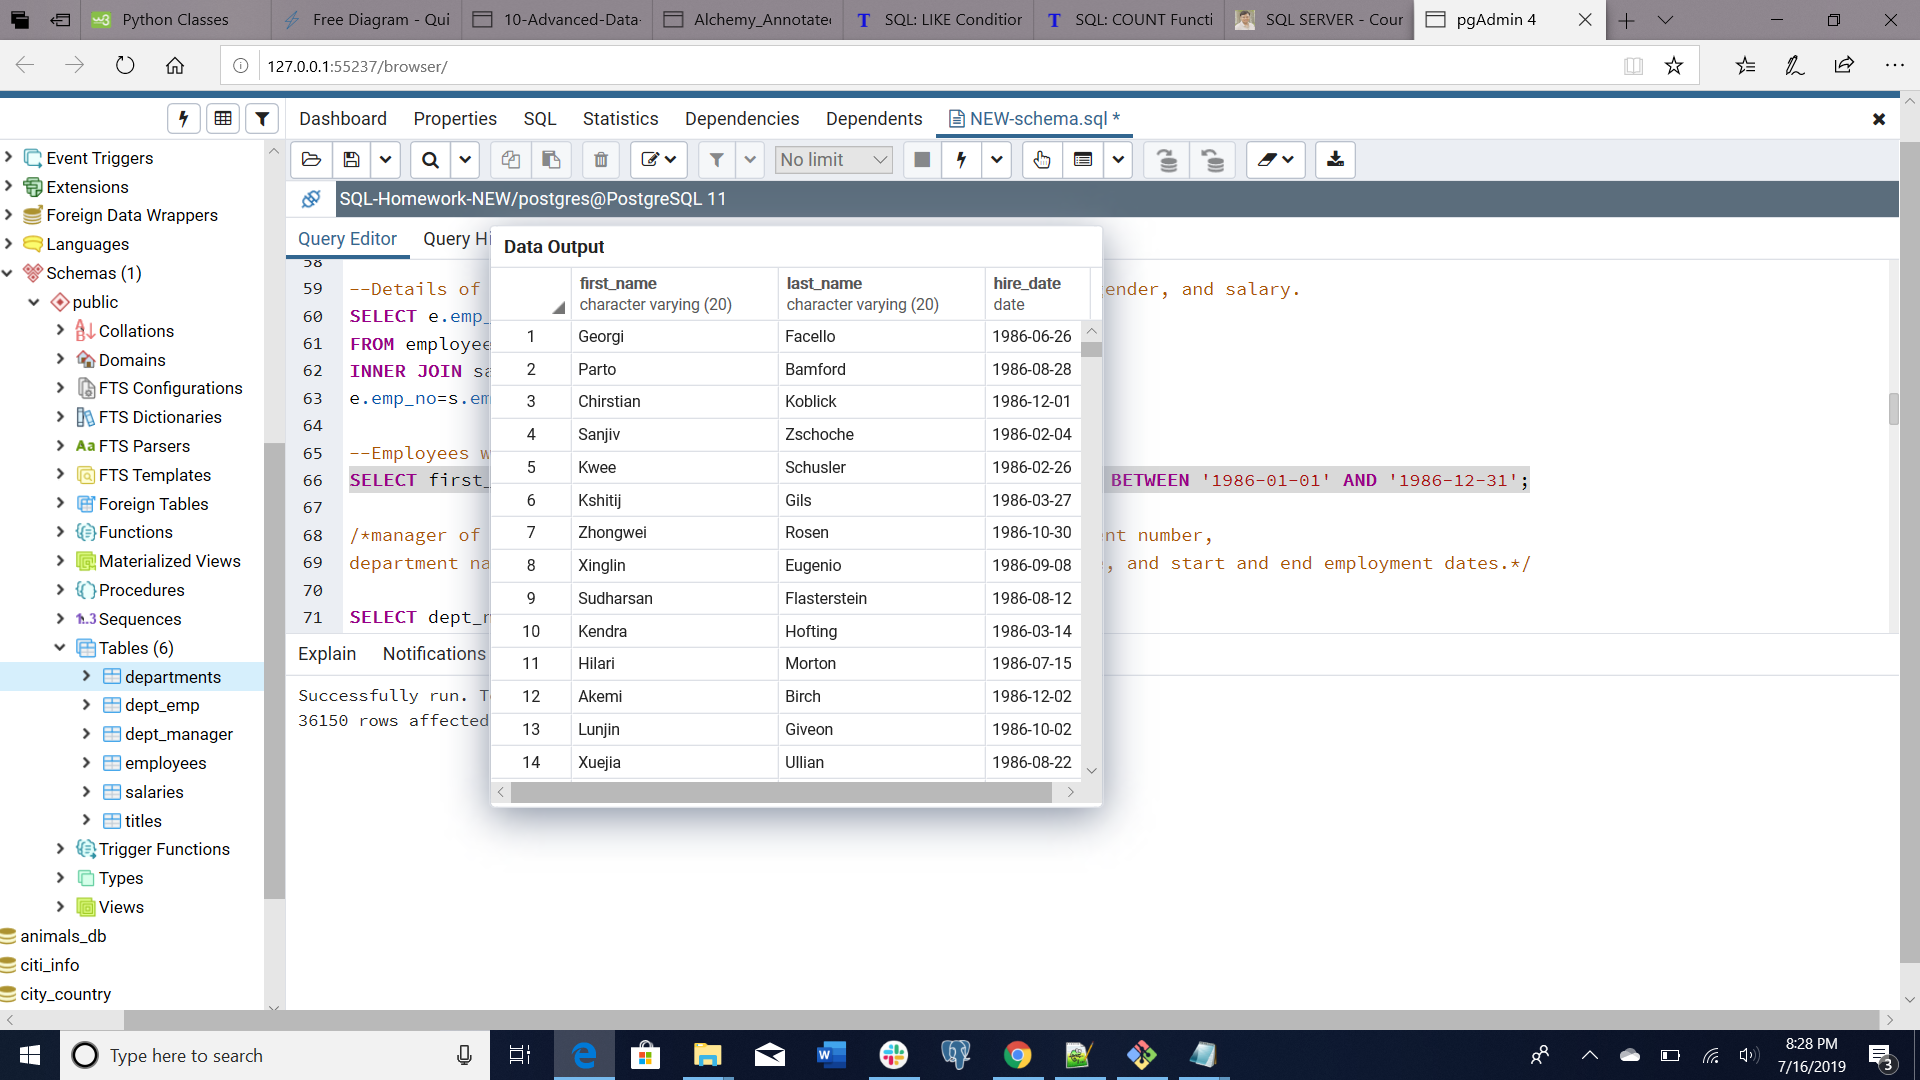 Python Classes
Free Diagram - Qui
10-Advanced-Data-
Alchemy_Annotated
SQL: LIKE Condition
SQL: COUNT Functi
SQL SERVER - Cour
pgAdmin 4
127.0.0.1:55237/browser/
Dashboard Properties SQL Statistics Dependencies Dependents NEW-schema.sql *
No limit
SQL-Homework-NEW/postgres@PostgreSQL 11
Query Editor Query Hi
Event Triggers
Extensions
Foreign Data Wrappers
Languages
Schemas (1)
public
Collations
Domains
FTS Configurations
FTS Dictionaries
Aa FTS Parsers
FTS Templates
Foreign Tables
Functions
Materialized Views
Procedures
1..3 Sequences
Tables (6)
departments
dept_emp
dept_manager
employees
salaries
titles
Trigger Functions
Types
Views
animals_db
citi_info
city_country
58
59 --Details of ender, and salary.
60 SELECT e.emp_
61 FROM employee
62 INNER JOIN sa
63 e.emp_no=s.em
64
65 --Employees w
66 SELECT first_ BETWEEN '1986-01-01' AND '1986-12-31';
67
68 /*manager of nt number,
69 department na , and start and end employment dates.*/
70
71 SELECT dept_n
Data Output
first_name last_name hire_date
character varying (20) character varying (20) date
1 Georgi Facello 1986-06-26
2 Parto Bamford 1986-08-28
3 Chirstian Koblick 1986-12-01
4 Sanjiv Zschoche 1986-02-04
5 Kwee Schusler 1986-02-26
6 Kshitij Gils 1986-03-27
7 Zhongwei Rosen 1986-10-30
8 Xinglin Eugenio 1986-09-08
9 Sudharsan Flasterstein 1986-08-12
10 Kendra Hofting 1986-03-14
11 Hilari Morton 1986-07-15
12 Akemi Birch 1986-12-02
13 Lunjin Giveon 1986-10-02
14 Xuejia Ullian 1986-08-22
Explain Notifications
Successfully run. T
36150 rows affected
Type here to search
8:28 PM
7/16/2019
3